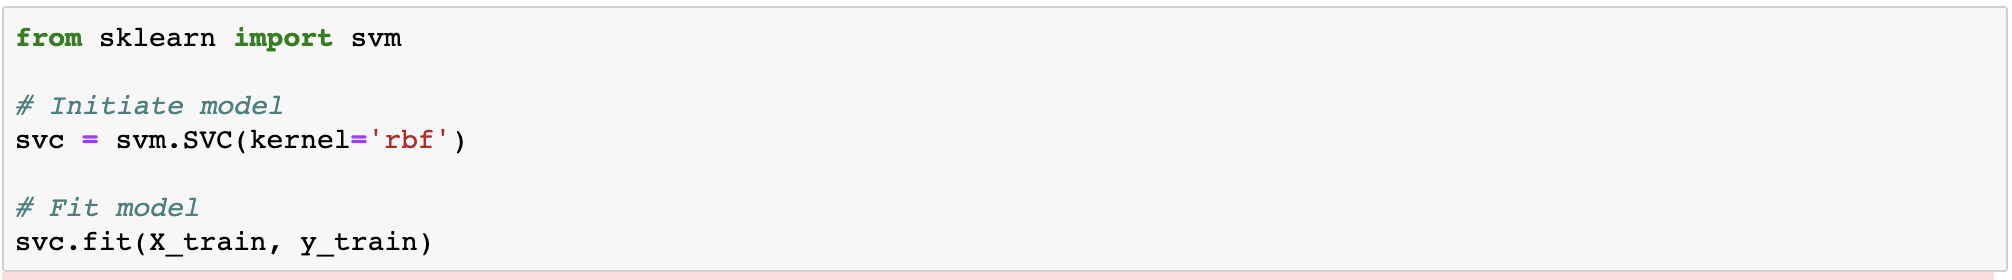 from sklearn import svm
# Initiate model
svc = svm.SVC(kernel='rbf')
# Fit model
svc.fit(X_train, y_train)